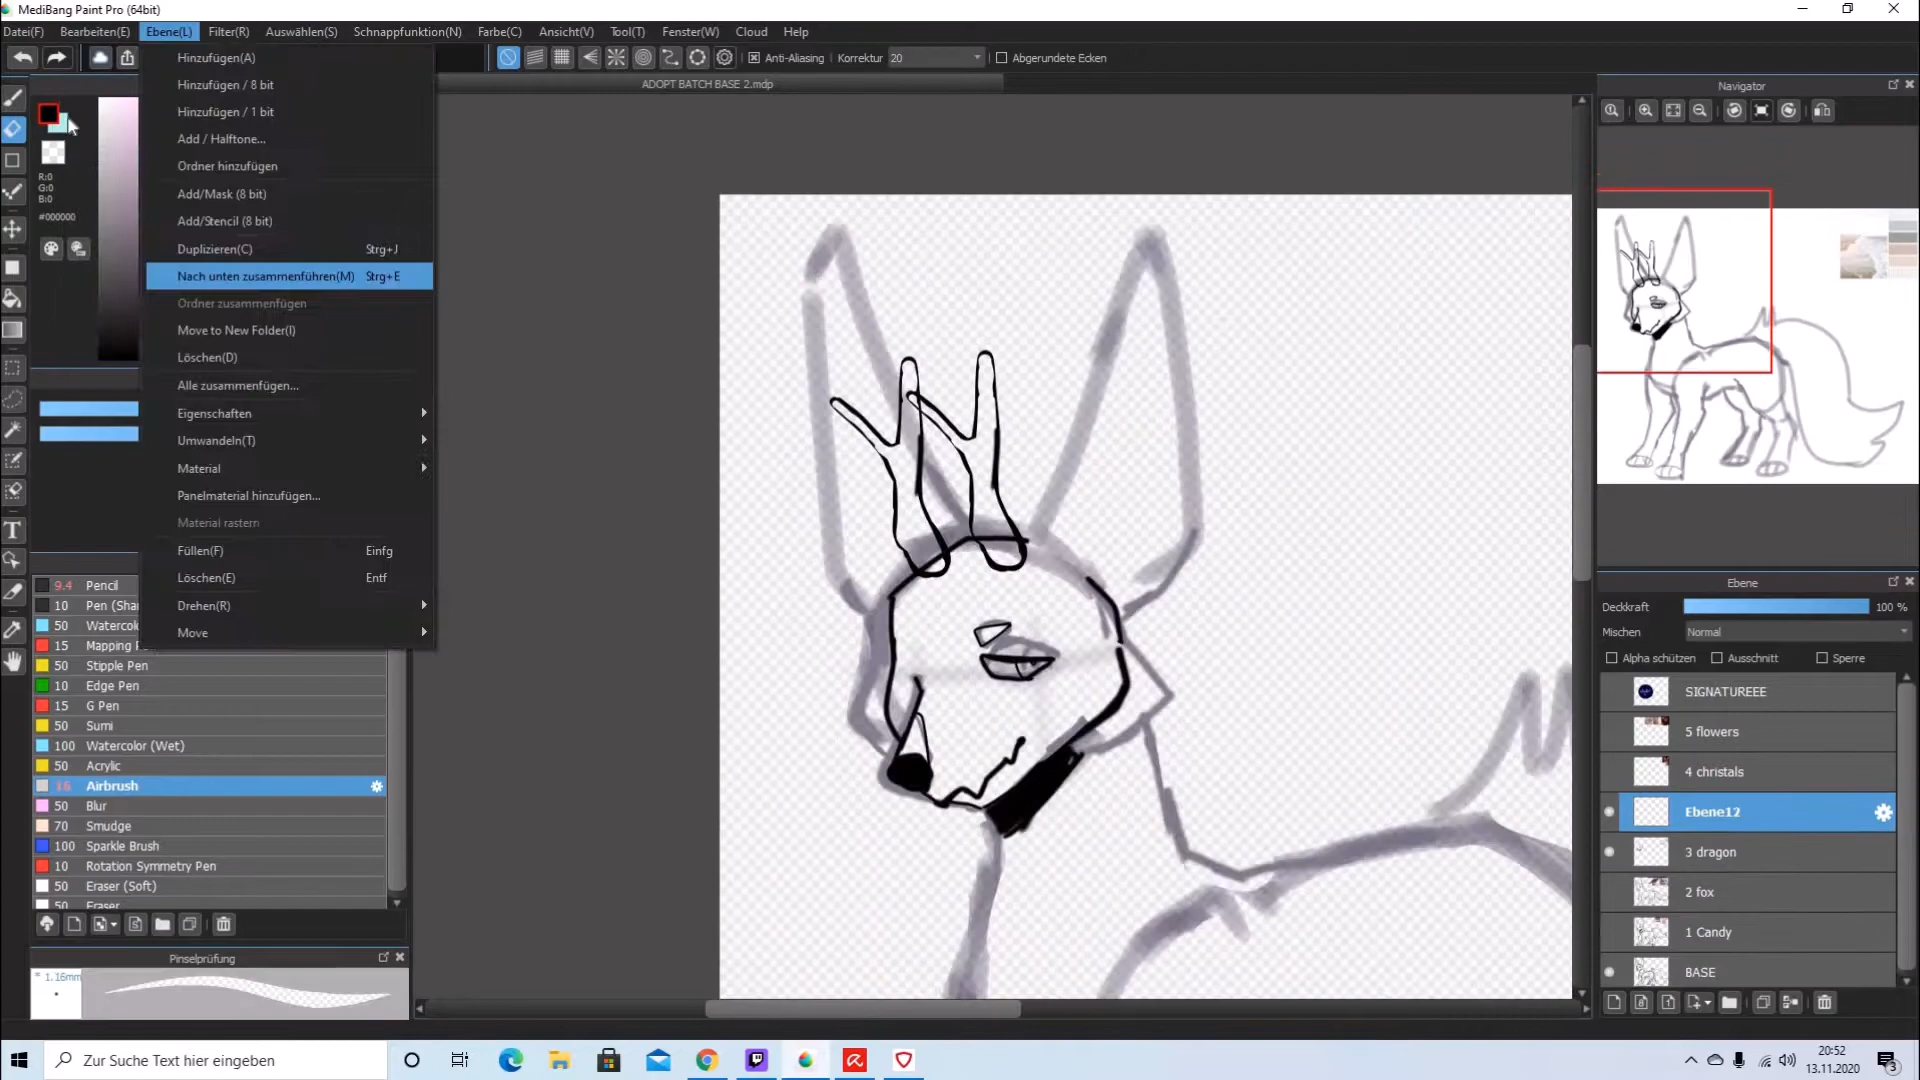 MediBang Paint Pro (64bit)
Datei(F) Bearbeiten(E) Ebene(L) Filter(R) Auswählen(S) Schnappfunktion(N) Farbe(C) Ansicht(V) Tool(T) Fenster(W) Cloud Help
Anti-Aliasing Korrektur 20 Abgerundete Ecken
ADOPT BATCH BASE 2.mdp
Hinzufügen(A)
Hinzufügen / 8 bit
Hinzufügen / 1 bit
Add / Halftone...
Ordner hinzufügen
Add/Mask (8 bit)
Add/Stencil (8 bit)
Duplizieren(C) Strg+J
Nach unten zusammenführen(M) Strg+E
Ordner zusammenfügen
Move to New Folder(I)
Löschen(D)
Alle zusammenfügen...
Eigenschaften
Umwandeln(T)
Material
Panelmaterial hinzufügen...
Material rastern
Füllen(F) Einfg
Löschen(E) Entf
Drehen(R)
Move
R:0
G:0
B:0
#000000
9.4 Pencil
10 Pen (Shar
50 Watercolo
15 Mapping P
50 Stipple Pen
10 Edge Pen
15 G Pen
50 Sumi
100 Watercolor (Wet)
50 Acrylic
16 Airbrush
50 Blur
70 Smudge
100 Sparkle Brush
10 Rotation Symmetry Pen
50 Eraser (Soft)
Eraser
Pinselprüfung
* 1.16mm
Navigator
Ebene
Deckkraft 100 %
Mischen Normal
Alpha schützen Ausschnitt Sperre
SIGNATUREEE
5 flowers
4 christals
Ebene12
3 dragon
2 fox
1 Candy
BASE
Zur Suche Text hier eingeben
20:52
13.11.2020
3